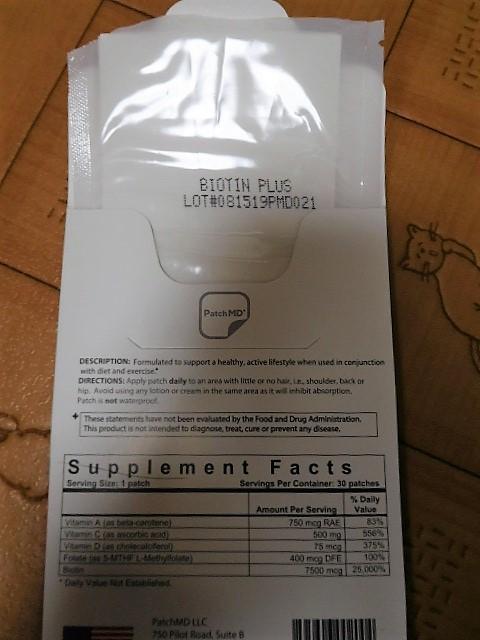 BIOTIN PLUS
LOT#081519PMD021
PatchMD
DESCRIPTION: Formulated to support a healthy, active lifestyle when used in conjunction
with diet and exercise.✦
DIRECTIONS: Apply patch daily to an area with little or no hair, i.e., shoulder, back or
hip. Avoid using any lotion or cream in the same area as it will inhibit absorption.
Patch is not waterproof.
✦ These statements have not been evaluated by the Food and Drug Administration.
This product is not intended to diagnose, treat, cure or prevent any disease.
Supplement Facts
Serving Size: 1 patch Servings Per Container: 30 patches
Amount Per Serving % Daily Value
Vitamin A (as beta-carotene) 750 mcg RAE 83%
Vitamin C (as ascorbic acid) 500 mg 556%
Vitamin D (as cholecalciferol) 75 mcg 375%
Folate (as 5-MTHF L-Methylfolate) 400 mcg DFE 100%
Biotin 7500 mcg 25,000%
* Daily Value Not Established.
PatchMD LLC
750 Pilot Road, Suite B